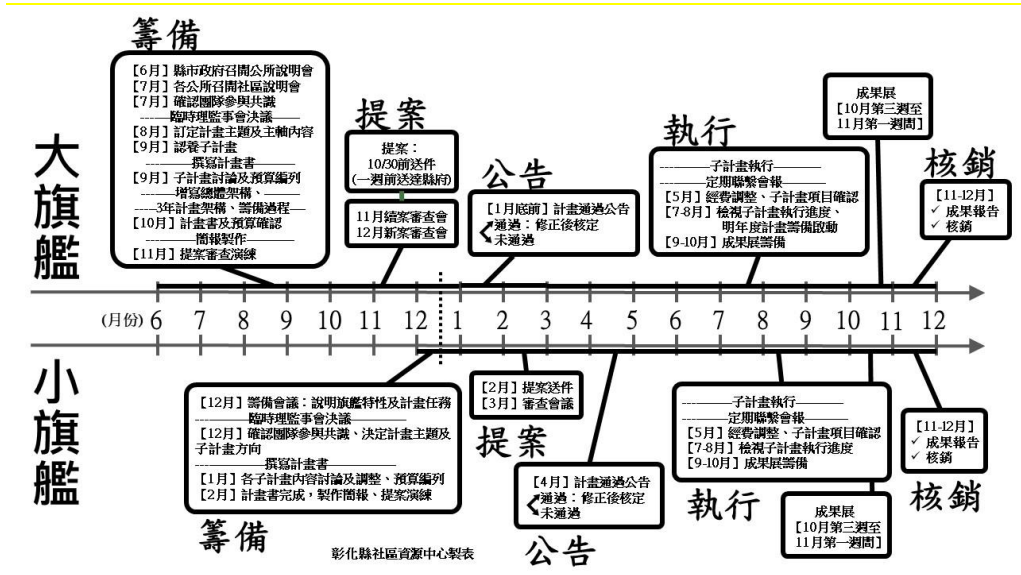 籌備
【6月】縣市政府召開公所說明會
【7月】各公所召開社區說明會
【7月】確認團隊參與共識
------臨時理監事會決議-----
【8月】訂定計畫主題及主軸內容
【9月】認養子計畫
----------撰寫計畫書----------
【9月】子計畫討論及預算編列
------增寫總體架構、--------
-----3年計畫架構、籌備過程----
【10月】計畫書及預算確認
----------簡報製作----------
【11月】提案審查演練
提案
提案：
10/30前送件
(一週前送達縣府)
11月續案審查會
12月新案審查會
公告
【1月底前】計畫通過公告
通過：修正後核定
未通過
執行
------------子計畫執行------------
----------定期聯繫會報----------
【5月】經費調整、子計畫項目確認
【7-8月】檢視子計畫執行進度、
明年度計畫籌備啟動
【9-10月】成果展籌備
成果展
【10月第三週至
11月第一週間】
核銷
【11-12月】
✓ 成果報告
✓ 核銷
大旗艦
(月份) 6 7 8 9 10 11 12 1 2 3 4 5 6 7 8 9 10 11 12
小旗艦
【12月】籌備會議：說明旗艦特性及計畫任務
----------臨時理監事會決議----------
【12月】確認團隊參與共識、決定計畫主題及
子計畫方向
------------撰寫計畫書------------
【1月】各子計畫內容討論及調整、預算編列
【2月】計畫書完成，製作簡報、提案演練
籌備
【2月】提案送件
【3月】審查會議
提案
【4月】計畫通過公告
通過：修正後核定
未通過
公告
----------子計畫執行----------
----------定期聯繫會報----------
【5月】經費調整、子計畫項目確認
【7-8月】檢視子計畫執行進度
【9-10月】成果展籌備
執行
成果展
【10月第三週至
11月第一週間】
【11-12月】
✓ 成果報告
✓ 核銷
核銷
彰化縣社區資源中心製表